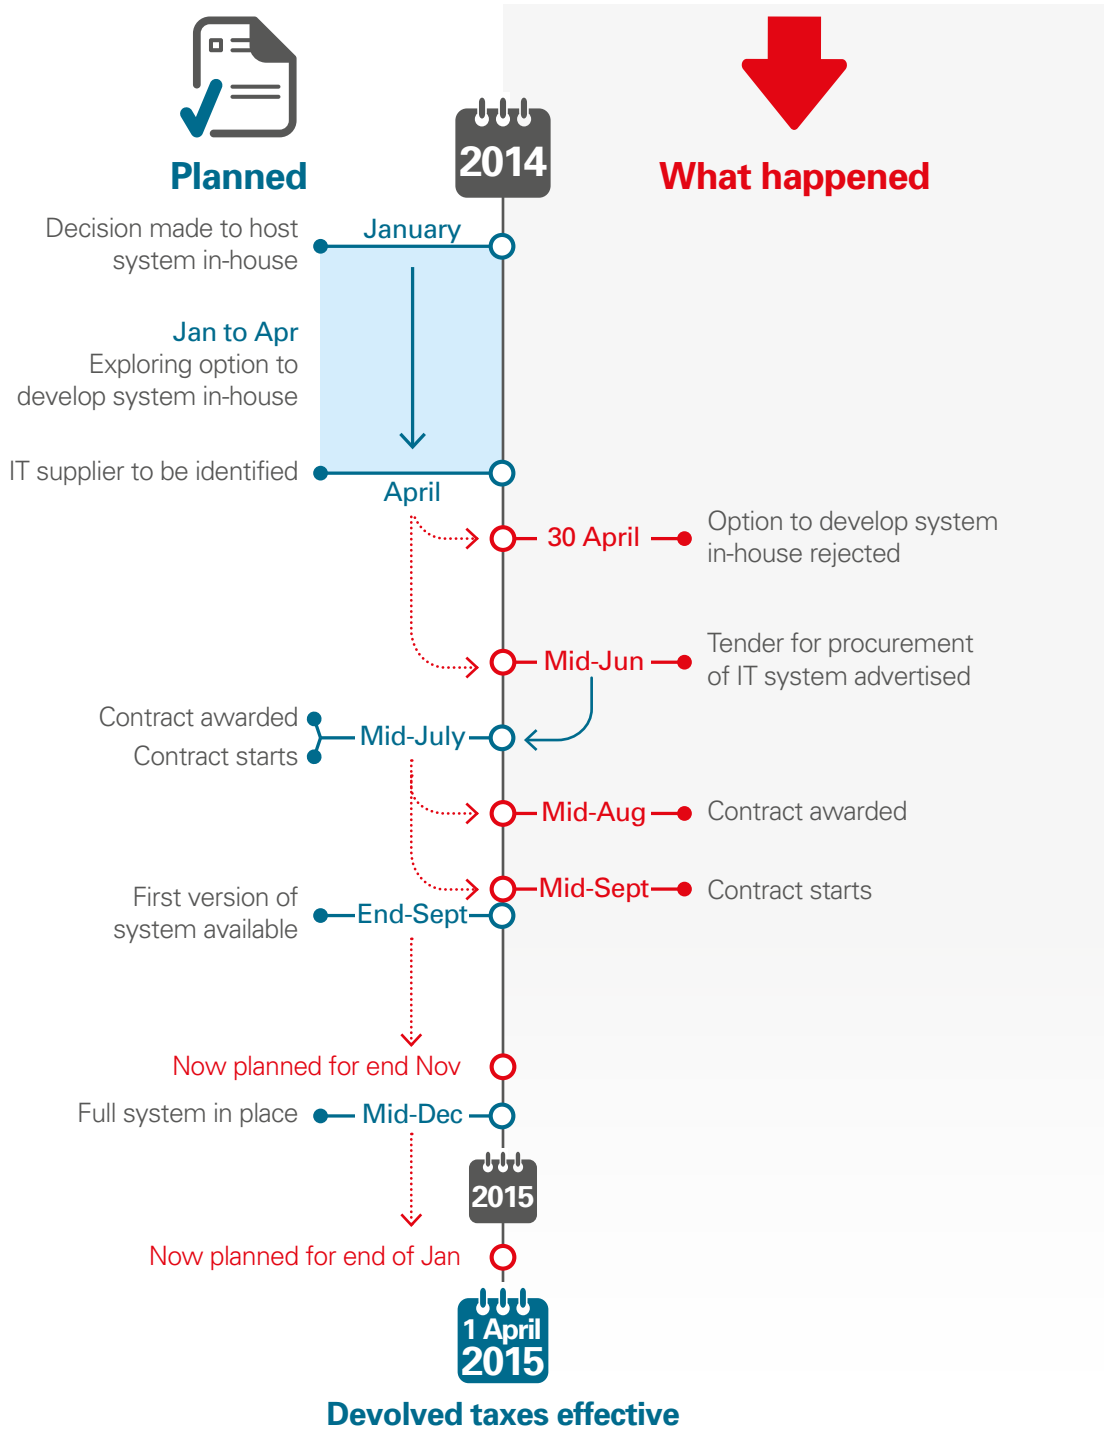 Planned
2014
What happened
Decision made to host
system in-house
January
Jan to Apr
Exploring option to
develop system in-house
IT supplier to be identified
April
30 April
Option to develop system
in-house rejected
Mid-Jun
Tender for procurement
of IT system advertised
Contract awarded
Contract starts
Mid-July
Mid-Aug
Contract awarded
Mid-Sept
Contract starts
First version of
system available
End-Sept
Now planned for end Nov
Full system in place
Mid-Dec
2015
Now planned for end of Jan
1 April
2015
Devolved taxes effective